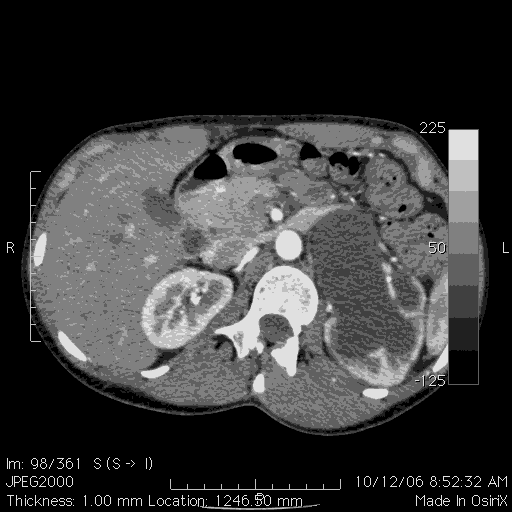 225
R
50
L
-125
Im: 98/361 S (S -> I)
JPEG2000
10/12/06 8:52:32 AM
Thickness: 1.00 mm Location: 1246.50 mm
Made In OsiriX